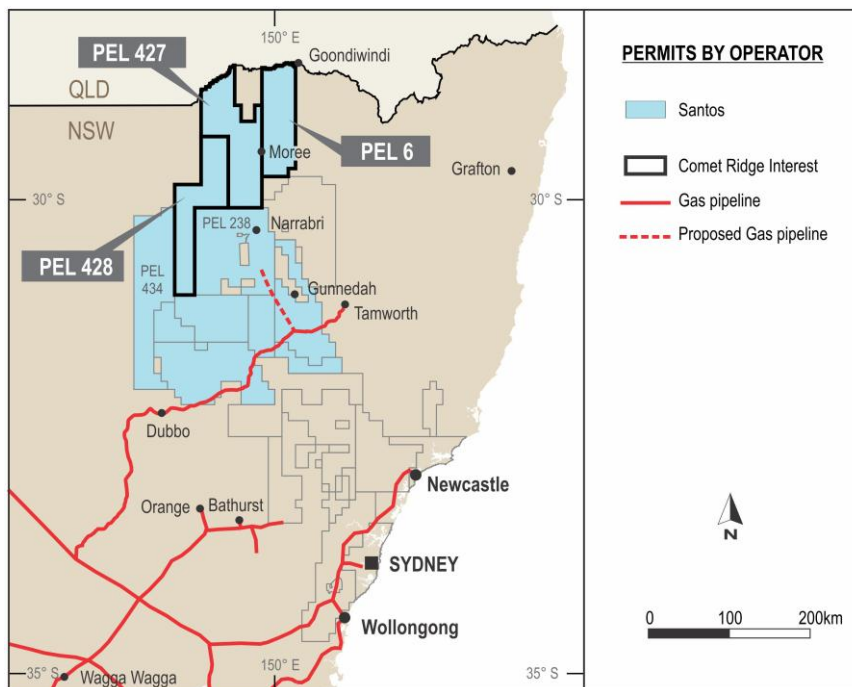 150° E
PEL 427
Goondiwindi
QLD
NSW
Moree
PEL 6
Grafton
30° S
30° S
PEL 238
Narrabri
PEL 428
PEL
434
Gunnedah
Tamworth
Dubbo
Newcastle
Orange
Bathurst
SYDNEY
Wollongong
35° S
Wagga Wagga
150° E
35° S
PERMITS BY OPERATOR
Santos
Comet Ridge Interest
Gas pipeline
Proposed Gas pipeline
N
0 100 200km